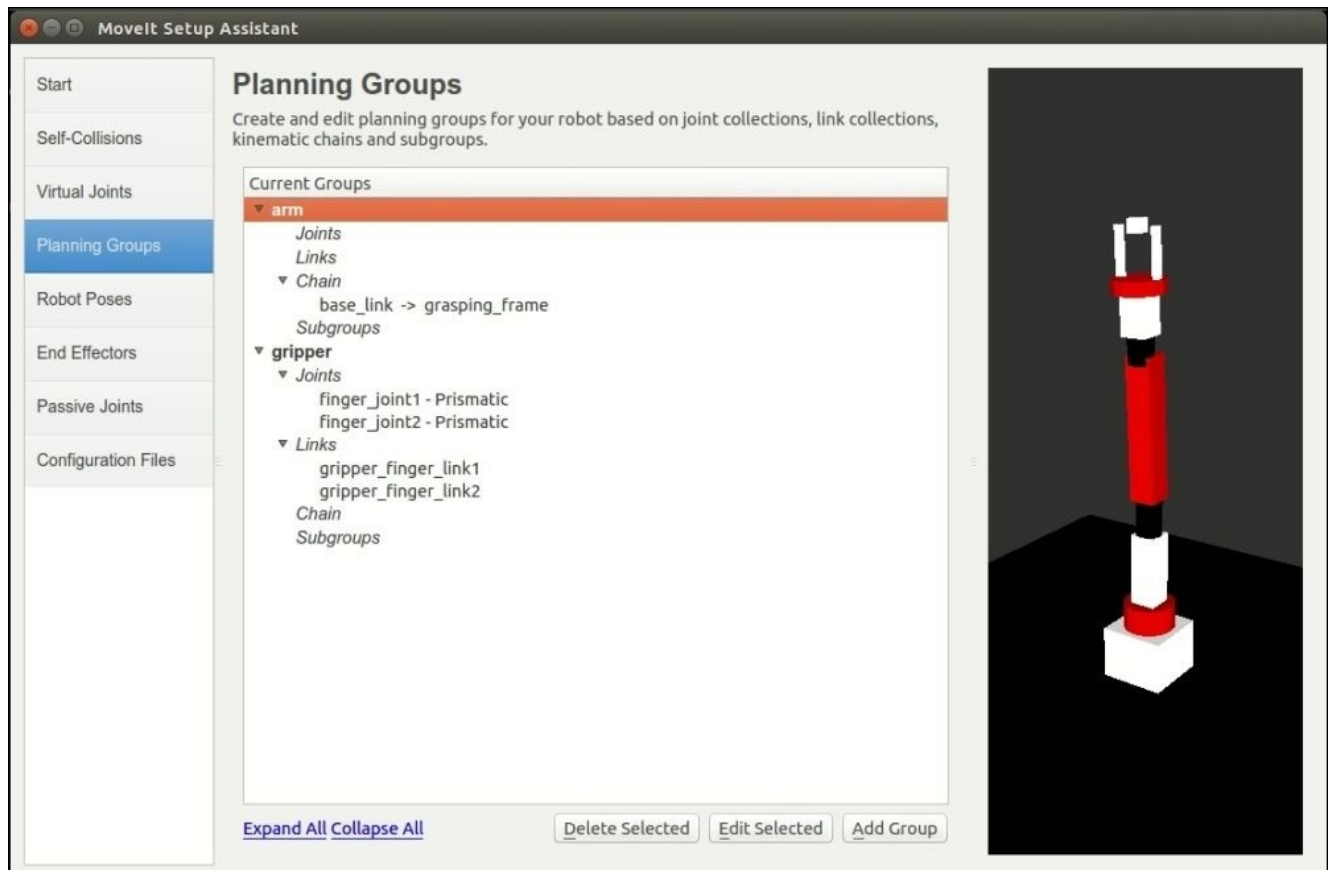 MoveIt Setup Assistant
Start
Self-Collisions
Virtual Joints
Planning Groups
Robot Poses
End Effectors
Passive Joints
Configuration Files
Planning Groups
Create and edit planning groups for your robot based on joint collections, link collections,
kinematic chains and subgroups.
Current Groups
arm
Joints
Links
Chain
base_link -> grasping_frame
Subgroups
gripper
Joints
finger_joint1 - Prismatic
finger_joint2 - Prismatic
Links
gripper_finger_link1
gripper_finger_link2
Chain
Subgroups
Expand All Collapse All
Delete Selected
Edit Selected
Add Group